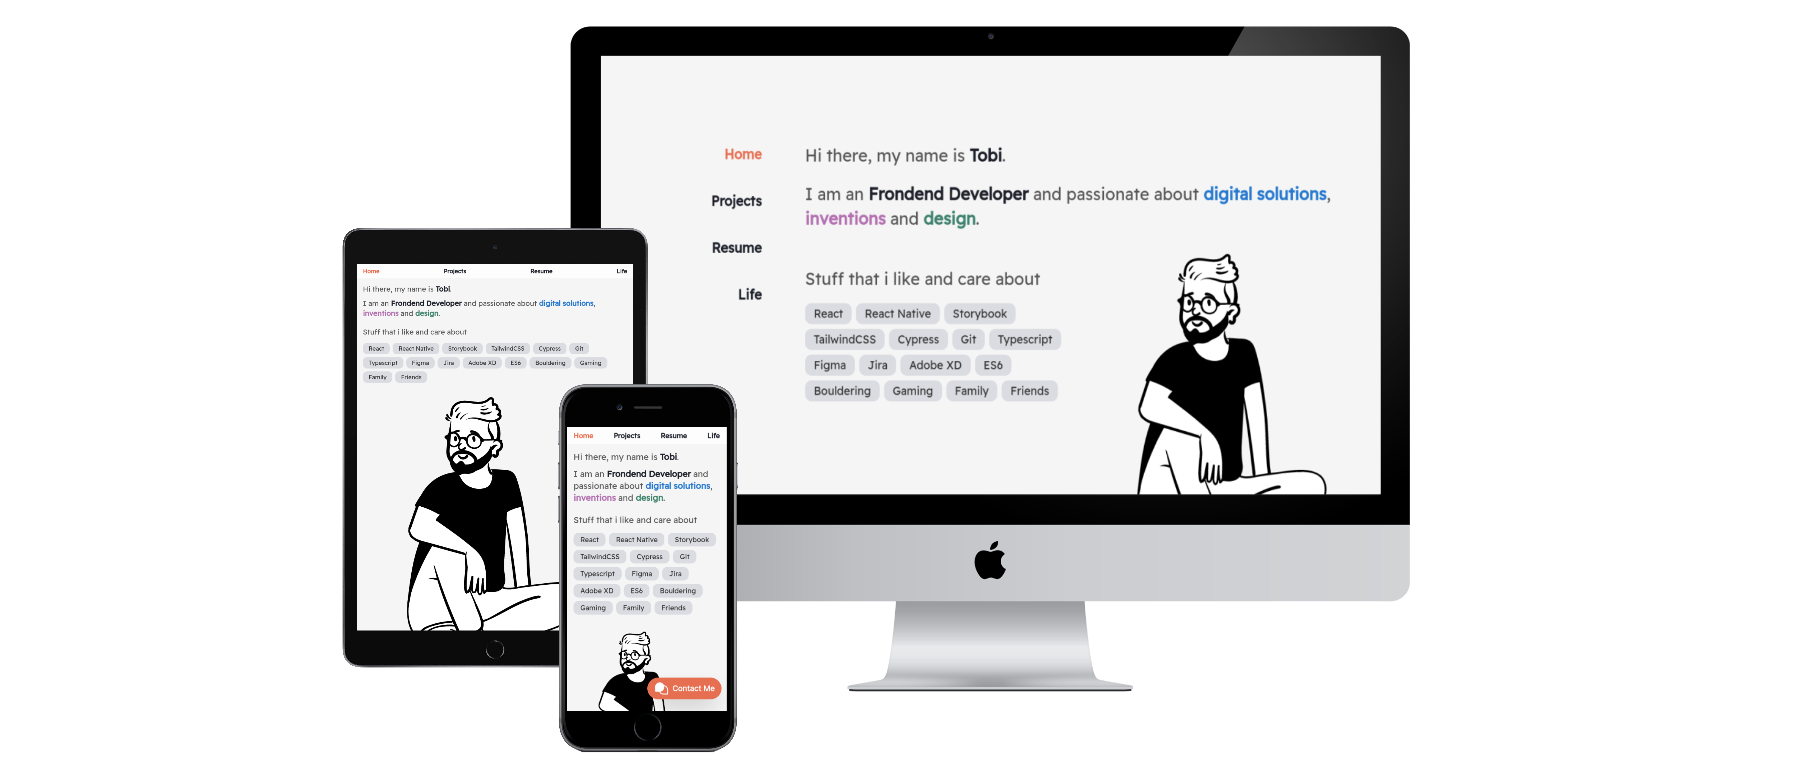 Home
Projects
Resume
Life
Hi there, my name is Tobi.
I am an Frondend Developer and passionate about digital solutions,
inventions and design.
Stuff that i like and care about
React React Native Storybook
TailwindCSS Cypress Git Typescript
Figma Jira Adobe XD ES6
Bouldering Gaming Family Friends
Home Projects Resume Life
Hi there, my name is Tobi.
I am an Frondend Developer and passionate about digital solutions,
inventions and design.
Stuff that i like and care about
React React Native Storybook TailwindCSS Cypress Git
Typescript Figma Jira Adobe XD ES6 Bouldering Gaming
Family Friends
Home Projects Resume Life
Hi there, my name is Tobi.
I am an Frondend Developer and
passionate about digital solutions,
inventions and design.
Stuff that i like and care about
React React Native Storybook
TailwindCSS Cypress Git
Typescript Figma Jira
Adobe XD ES6 Bouldering
Gaming Family Friends
Contact Me